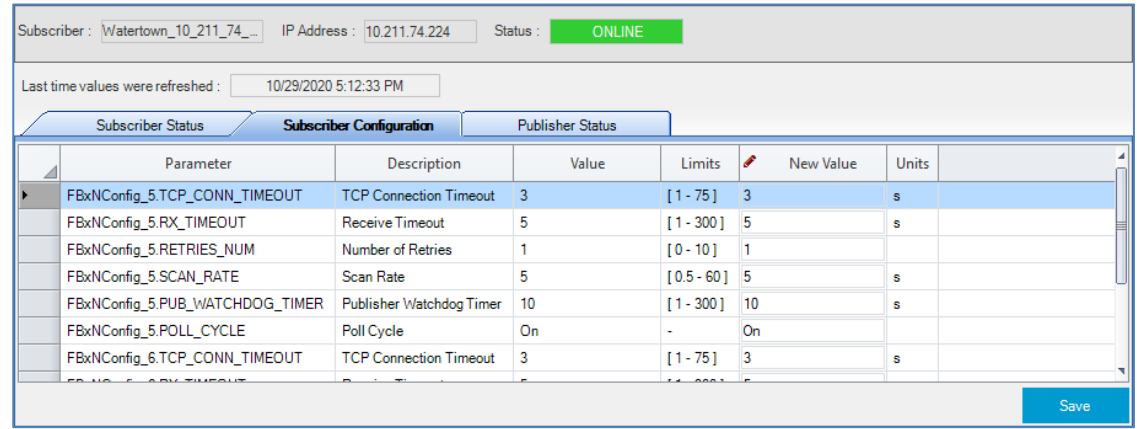 Subscriber : Watertown_10_211_74_... IP Address : 10.211.74.224 Status : ONLINE
Last time values were refreshed : 10/29/2020 5:12:33 PM
Subscriber Status Subscriber Configuration Publisher Status
Parameter Description Value Limits New Value Units
FBxNConfig_5.TCP_CONN_TIMEOUT TCP Connection Timeout 3 [ 1 - 75 ] 3 s
FBxNConfig_5.RX_TIMEOUT Receive Timeout 5 [ 1 - 300 ] 5 s
FBxNConfig_5.RETRIES_NUM Number of Retries 1 [ 0 - 10 ] 1
FBxNConfig_5.SCAN_RATE Scan Rate 5 [ 0.5 - 60 ] 5 s
FBxNConfig_5.PUB_WATCHDOG_TIMER Publisher Watchdog Timer 10 [ 1 - 300 ] 10 s
FBxNConfig_5.POLL_CYCLE Poll Cycle On - On
FBxNConfig_6.TCP_CONN_TIMEOUT TCP Connection Timeout 3 [ 1 - 75 ] 3 s
Save